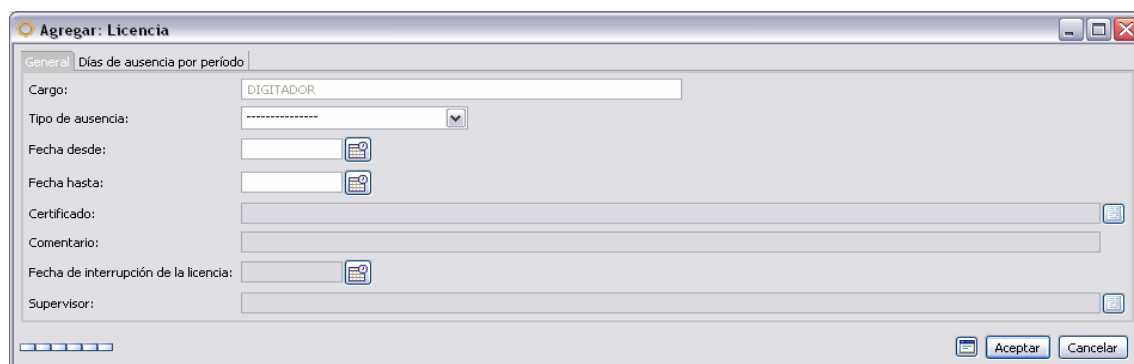 Agregar: Licencia
General Días de ausencia por período
Cargo: DIGITADOR
Tipo de ausencia: ---------------
Fecha desde:
Fecha hasta:
Certificado:
Comentario:
Fecha de interrupción de la licencia:
Supervisor:
Aceptar Cancelar